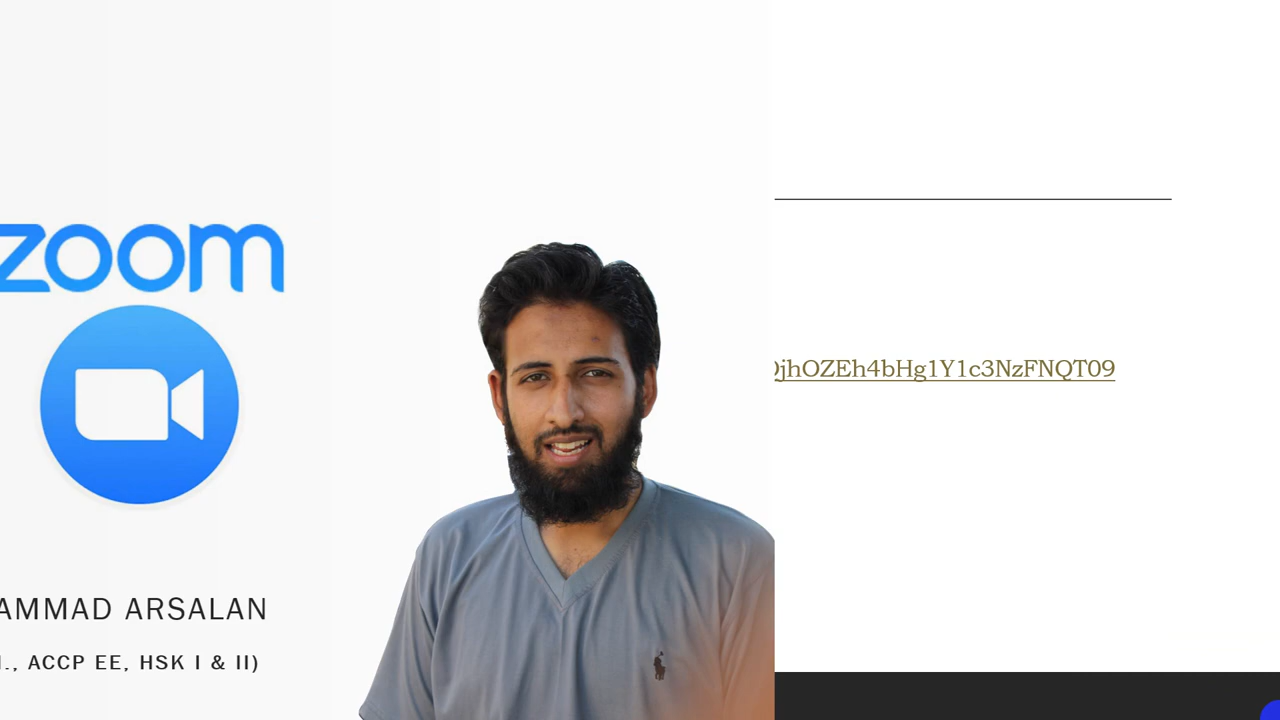 zoom
AMMAD ARSALAN
., ACCP EE, HSK I & II)
jhOZEh4bHg1Y1c3NzFNQT09